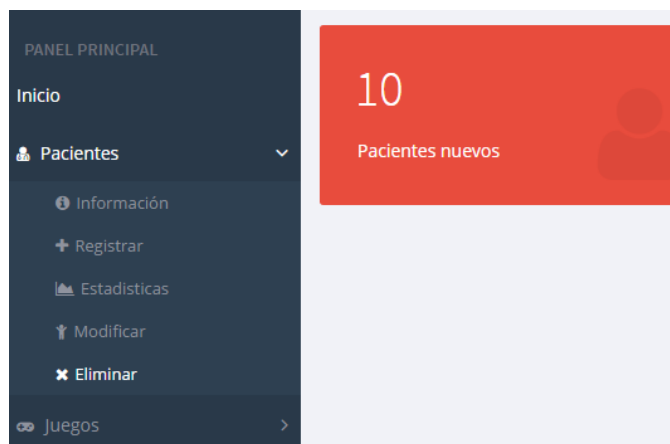 PANEL PRINCIPAL
Inicio
Pacientes
Información
Registrar
Estadisticas
Modificar
Eliminar
Juegos
10
Pacientes nuevos